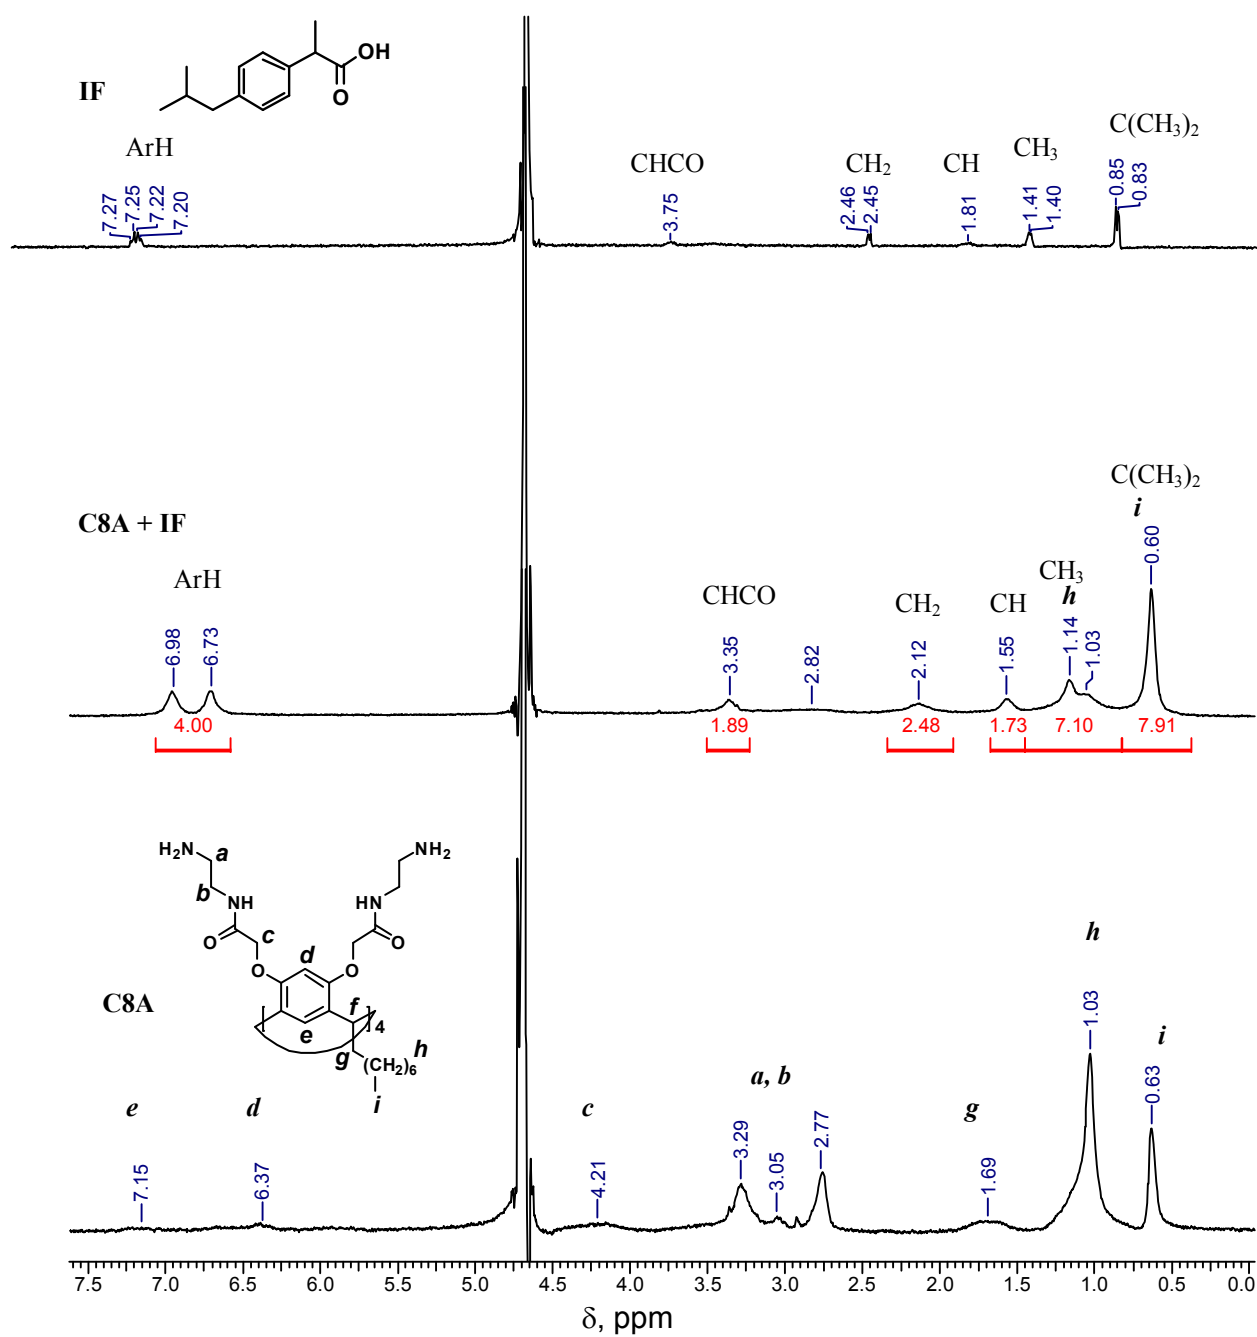 IF
OH
O
ArH
CHCO
CH2
CH
CH3
C(CH3)2
7.27
7.25
7.22
7.20
3.75
2.46
2.45
1.81
1.41
1.40
0.85
0.83
C8A + IF
ArH
CHCO
CH2
CH
CH3
h
C(CH3)2
i
6.98
6.73
3.35
2.82
2.12
1.55
1.14
1.03
0.60
4.00
1.89
2.48
1.73
7.10
7.91
H2N
a
b
NH
O
c
O
d
NH2
HN
O
O
C8A
f
4
e
g
(CH2)6
h
i
e
d
c
a, b
g
h
i
7.15
6.37
4.21
3.29
3.05
2.77
1.69
1.03
0.63
7.5 7.0 6.5 6.0 5.5 5.0 4.5 4.0 3.5 3.0 2.5 2.0 1.5 1.0 0.5 0.0
δ, ppm